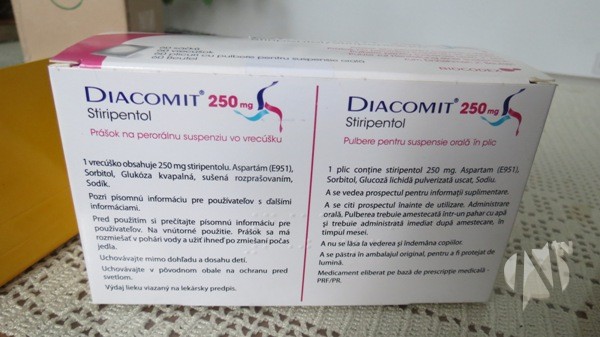 DIACOMIT® 250 mg
Stiripentol
Prášok na perorálnu suspenziu vo vrecúšku
1 vrecúško obsahuje 250 mg stiripentolu. Aspartám (E951),
Sorbitol, Glukóza kvapalná, sušená rozprašovaním,
Sodík.
Pozri písomnú informáciu pre používateľov s ďalšími
informáciami.
Pred použitím si prečítajte písomnú informáciu pre
používateľov. Na vnútorné použitie. Prášok sa má
rozmiešať v pohári vody a užiť ihneď po zmiešaní počas
jedla.
Uchovávajte mimo dohľadu a dosahu detí.
Uchovávajte v pôvodnom obale na ochranu pred
svetlom.
Výdaj lieku viazaný na lekársky predpis.
DIACOMIT® 250 mg
Stiripentol
Pulbere pentru suspensie orală în plic
1 plic conține stiripentol 250 mg. Aspartam (E951),
Sorbitol, Glucoză lichidă pulverizată uscat, Sodiu.
A se vedea prospectul pentru informații suplimentare.
A se citi prospectul înainte de utilizare. Administrare
orală. Pulberea trebuie amestecată într-un pahar cu apă
și trebuie administrată imediat după amestecare, în
timpul mesei.
A nu se lăsa la vederea și îndemâna copiilor.
A se păstra în ambalajul original, pentru a fi protejat de
lumină.
Medicament eliberat pe bază de prescripție medicală -
PRF/PR.